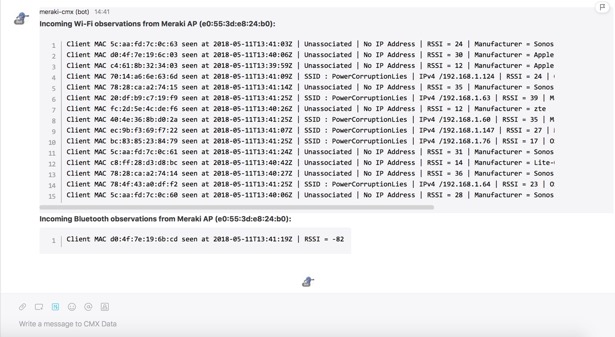 meraki-cmx (bot) 14:41
Incoming Wi-Fi observations from Meraki AP (e0:55:3d:e8:24:b0):
1 Client MAC 5c:aa:fd:7c:0c:63 seen at 2018-05-11T13:41:03Z | Unassociated | No IP Address | RSSI = 24 | Manufacturer = Sonos
2 Client MAC d0:4f:7e:19:6c:03 seen at 2018-05-11T13:40:06Z | Unassociated | No IP Address | RSSI = 30 | Manufacturer = Apple
3 Client MAC c4:61:8b:32:34:03 seen at 2018-05-11T13:39:59Z | Unassociated | No IP Address | RSSI = 12 | Manufacturer = Apple
4 Client MAC 70:14:a6:6e:63:6d seen at 2018-05-11T13:41:09Z | SSID : PowerCorruptionLies | IPv4 /192.168.1.124 | RSSI = 24 |
5 Client MAC 78:28:ca:a2:74:15 seen at 2018-05-11T13:41:14Z | Unassociated | No IP Address | RSSI = 35 | Manufacturer = Sonos
6 Client MAC 20:df:b9:c7:19:f9 seen at 2018-05-11T13:41:25Z | SSID : PowerCorruptionLies | IPv4 /192.168.1.63 | RSSI = 39 | M
7 Client MAC fc:2d:5e:4c:de:f6 seen at 2018-05-11T13:41:26Z | Unassociated | No IP Address | RSSI = 12 | Manufacturer = zte
8 Client MAC 40:4e:36:8b:d0:2a seen at 2018-05-11T13:41:25Z | SSID : PowerCorruptionLies | IPv4 /192.168.1.60 | RSSI = 35 | M
9 Client MAC ec:9b:f3:69:f7:22 seen at 2018-05-11T13:41:07Z | SSID : PowerCorruptionLies | IPv4 /192.168.1.147 | RSSI = 27 |
10 Client MAC bc:83:85:23:84:79 seen at 2018-05-11T13:41:25Z | SSID : PowerCorruptionLies | IPv4 /192.168.1.76 | RSSI = 17 | O
11 Client MAC 5c:aa:fd:7c:0c:61 seen at 2018-05-11T13:41:24Z | Unassociated | No IP Address | RSSI = 31 | Manufacturer = Sonos
12 Client MAC c8:ff:28:d3:d8:bc seen at 2018-05-11T13:40:42Z | Unassociated | No IP Address | RSSI = 14 | Manufacturer = Lite-
13 Client MAC 78:28:ca:a2:74:14 seen at 2018-05-11T13:40:27Z | Unassociated | No IP Address | RSSI = 36 | Manufacturer = Sonos
14 Client MAC 78:4f:43:a0:df:f2 seen at 2018-05-11T13:41:25Z | SSID : PowerCorruptionLies | IPv4 /192.168.1.64 | RSSI = 23 | O
15 Client MAC 5c:aa:fd:7c:0c:60 seen at 2018-05-11T13:41:25Z | Unassociated | No IP Address | RSSI = 28 | Manufacturer = Sonos
Incoming Bluetooth observations from Meraki AP (e0:55:3d:e8:24:b0):
1 Client MAC d0:4f:7e:19:6b:cd seen at 2018-05-11T13:41:19Z | RSSI = -82
Write a message to CMX Data